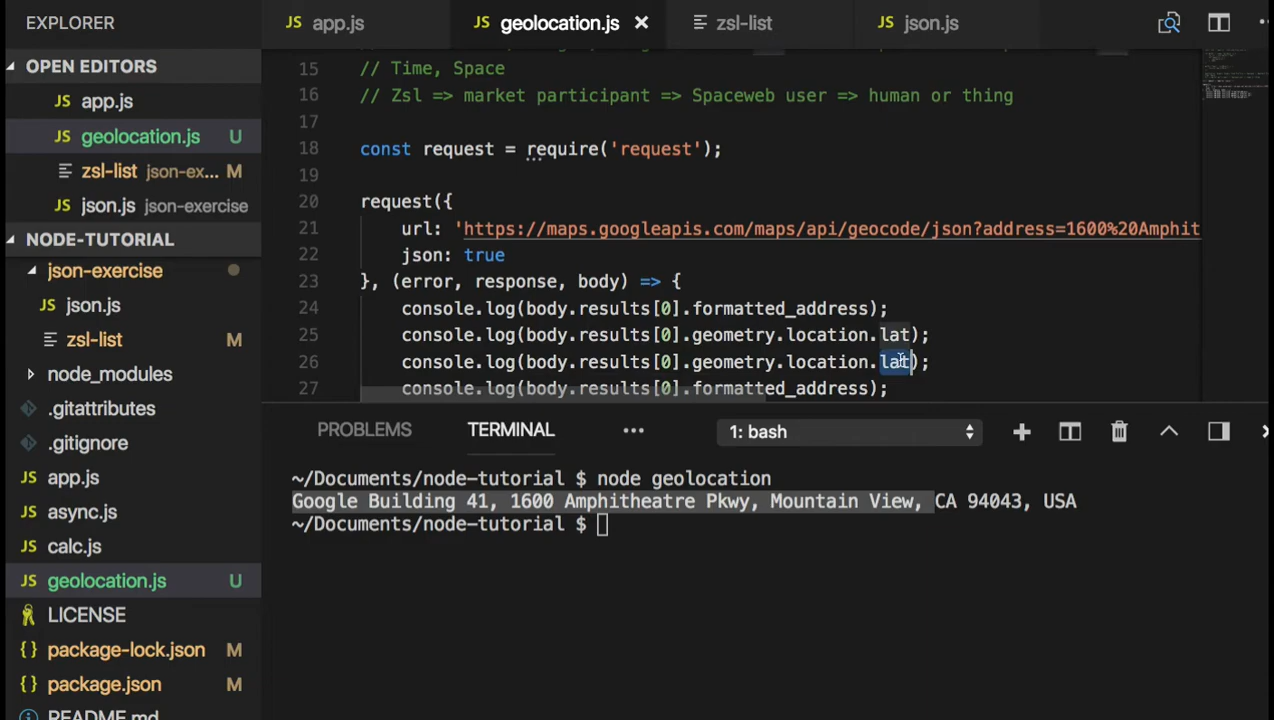 EXPLORER
OPEN EDITORS
JS app.js
JS geolocation.js U
zsl-list json-ex... M
JS json.js json-exercise
NODE-TUTORIAL
json-exercise
JS json.js
zsl-list
node_modules
.gitattributes
.gitignore
JS app.js
JS async.js
JS calc.js
JS geolocation.js U
LICENSE
{} package-lock.json M
{} package.json M
README.md
JS app.js
JS geolocation.js ×
zsl-list
JS json.js
15 // Time, Space
16 // Zsl => market participant => Spaceweb user => human or thing
17
18 const request = require('request');
19
20 request({
21 url: 'https://maps.googleapis.com/maps/api/geocode/json?address=1600%20Amphit
22 json: true
23 }, (error, response, body) => {
24 console.log(body.results[0].formatted_address);
25 console.log(body.results[0].geometry.location.lat);
26 console.log(body.results[0].geometry.location.lat);
27 console.log(body.results[0].formatted_address);
PROBLEMS TERMINAL ... 1: bash
~/Documents/node-tutorial $ node geolocation
Google Building 41, 1600 Amphitheatre Pkwy, Mountain View, CA 94043, USA
~/Documents/node-tutorial $